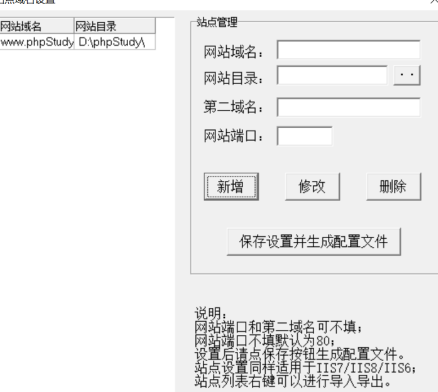 网站域名 网站目录
www.phpStudy D:\phpStudy\
站点管理
网站域名：
网站目录：
..
第二域名：
网站端口：
新增 修改 删除
保存设置并生成配置文件
说明：
网站端口和第二域名可不填；
网站端口不填默认为80；
设置后请点保存按钮生成配置文件。
站点设置同样适用于IIS7/IIS8/IIS6；
站点列表右键可以进行导入导出。